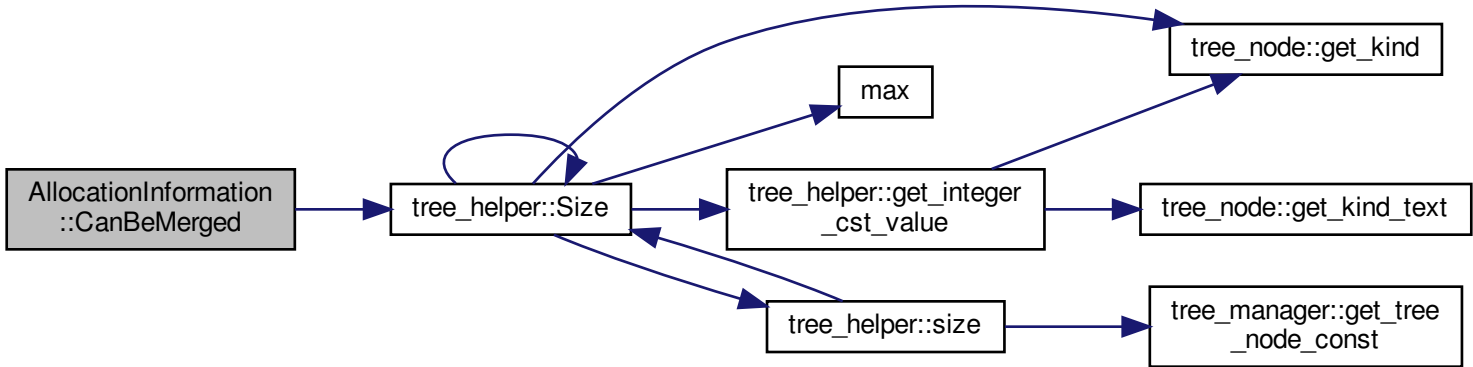 AllocationInformation
::CanBeMerged
tree_helper::Size
tree_node::get_kind
max
tree_helper::get_integer
_cst_value
tree_node::get_kind_text
tree_helper::size
tree_manager::get_tree
_node_const